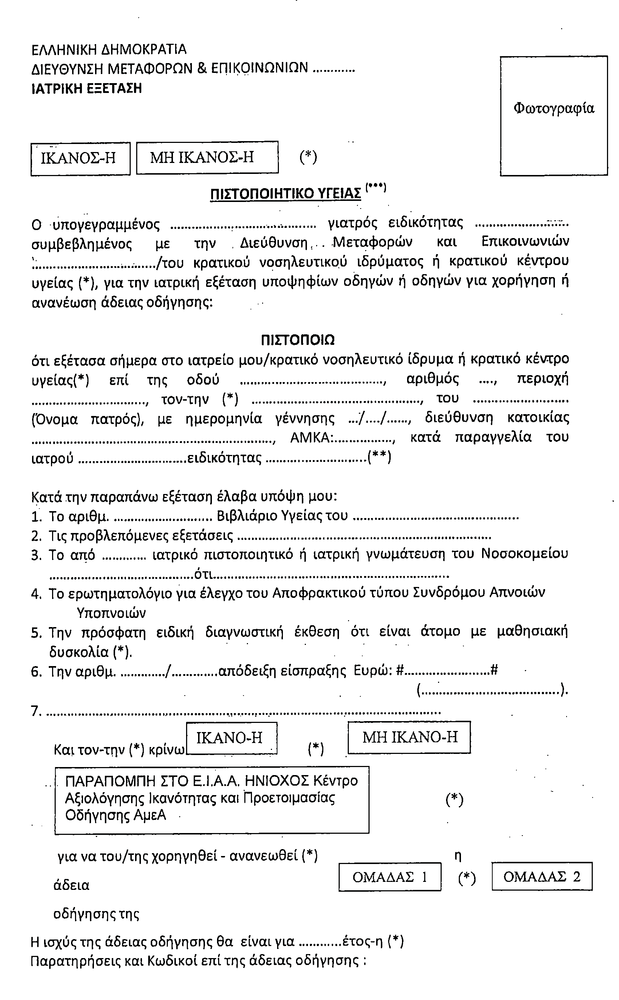 ΕΛΛΗΝΙΚΗ ΔΗΜΟΚΡΑΤΙΑ
ΔΙΕΥΘΥΝΣΗ ΜΕΤΑΦΟΡΩΝ & ΕΠΙΚΟΙΝΩΝΙΩΝ ............
ΙΑΤΡΙΚΗ ΕΞΕΤΑΣΗ
Φωτογραφία
ΙΚΑΝΟΣ-Η ΜΗ ΙΚΑΝΟΣ-Η (*)
ΠΙΣΤΟΠΟΙΗΤΙΚΟ ΥΓΕΙΑΣ (***)
Ο υπογεγραμμένος ........................................ γιατρός ειδικότητας ..........................
συμβεβλημένος με την Διεύθυνση Μεταφορών και Επικοινωνιών
................................../του κρατικού νοσηλευτικού ιδρύματος ή κρατικού κέντρου
υγείας (*), για την ιατρική εξέταση υποψηφίων οδηγών ή οδηγών για χορήγηση ή
ανανέωση άδειας οδήγησης:
ΠΙΣΤΟΠΟΙΩ
ότι εξέτασα σήμερα στο ιατρείο μου/κρατικό νοσηλευτικό ίδρυμα ή κρατικό κέντρο
υγείας(*) επί της οδού ........................................, αριθμός ...., περιοχή
................................, τον-την (*) ................................................, του ...........................
(Όνομα πατρός), με ημερομηνία γέννησης .../..../......, διεύθυνση κατοικίας
...................................................................., ΑΜΚΑ:................, κατά παραγγελία του
ιατρού ...............................ειδικότητας ............................(**)
Κατά την παραπάνω εξέταση έλαβα υπόψη μου:
1. Το αριθμ. ............................ Βιβλιάριο Υγείας του ...............................................
2. Τις προβλεπόμενες εξετάσεις ........................................................................
3. Το από ............. ιατρικό πιστοποιητικό ή ιατρική γνωμάτευση του Νοσοκομείου
.........................................ότι...................................................................
4. Το ερωτηματολόγιο για έλεγχο του Αποφρακτικού τύπου Συνδρόμου Απνοιών
Υποπνοιών
5. Την πρόσφατη ειδική διαγνωστική έκθεση ότι είναι άτομο με μαθησιακή
δυσκολία (*).
6. Την αριθμ. ............./.............απόδειξη είσπραξης Ευρώ: #........................#
(.......................................).
7. ................................................................................................................
Και τον-την (*) κρίνω ΙΚΑΝΟ-Η (*) ΜΗ ΙΚΑΝΟ-Η
ΠΑΡΑΠΟΜΠΗ ΣΤΟ Ε.Ι.Α.Α. ΗΝΙΟΧΟΣ Κέντρο
Αξιολόγησης Ικανότητας και Προετοιμασίας (*)
Οδήγησης ΑμεΑ
για να του/της χορηγηθεί - ανανεωθεί (*) η
άδεια ΟΜΑΔΑΣ 1 (*) ΟΜΑΔΑΣ 2
οδήγησης της
Η ισχύς της άδειας οδήγησης θα είναι για ............έτος-η (*)
Παρατηρήσεις και Κωδικοί επί της άδειας οδήγησης :